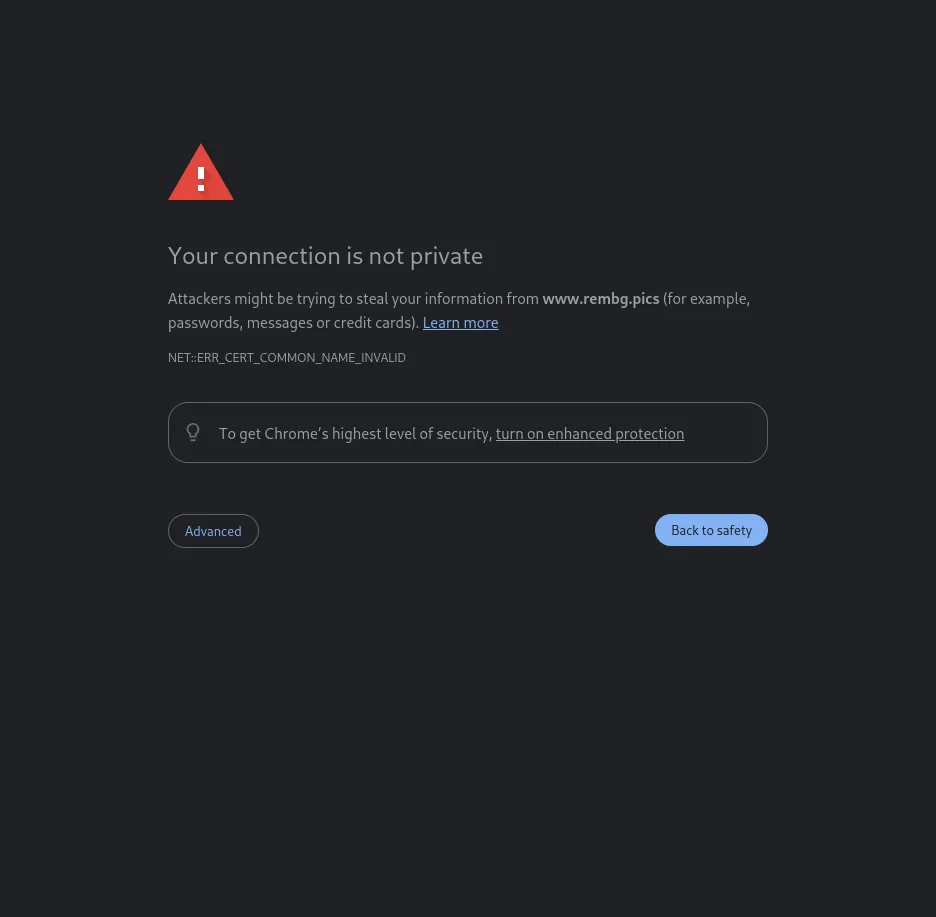 Your connection is not private
Attackers might be trying to steal your information from www.rembg.pics (for example,
passwords, messages or credit cards). Learn more
NET::ERR_CERT_COMMON_NAME_INVALID
To get Chrome’s highest level of security, turn on enhanced protection
Advanced
Back to safety